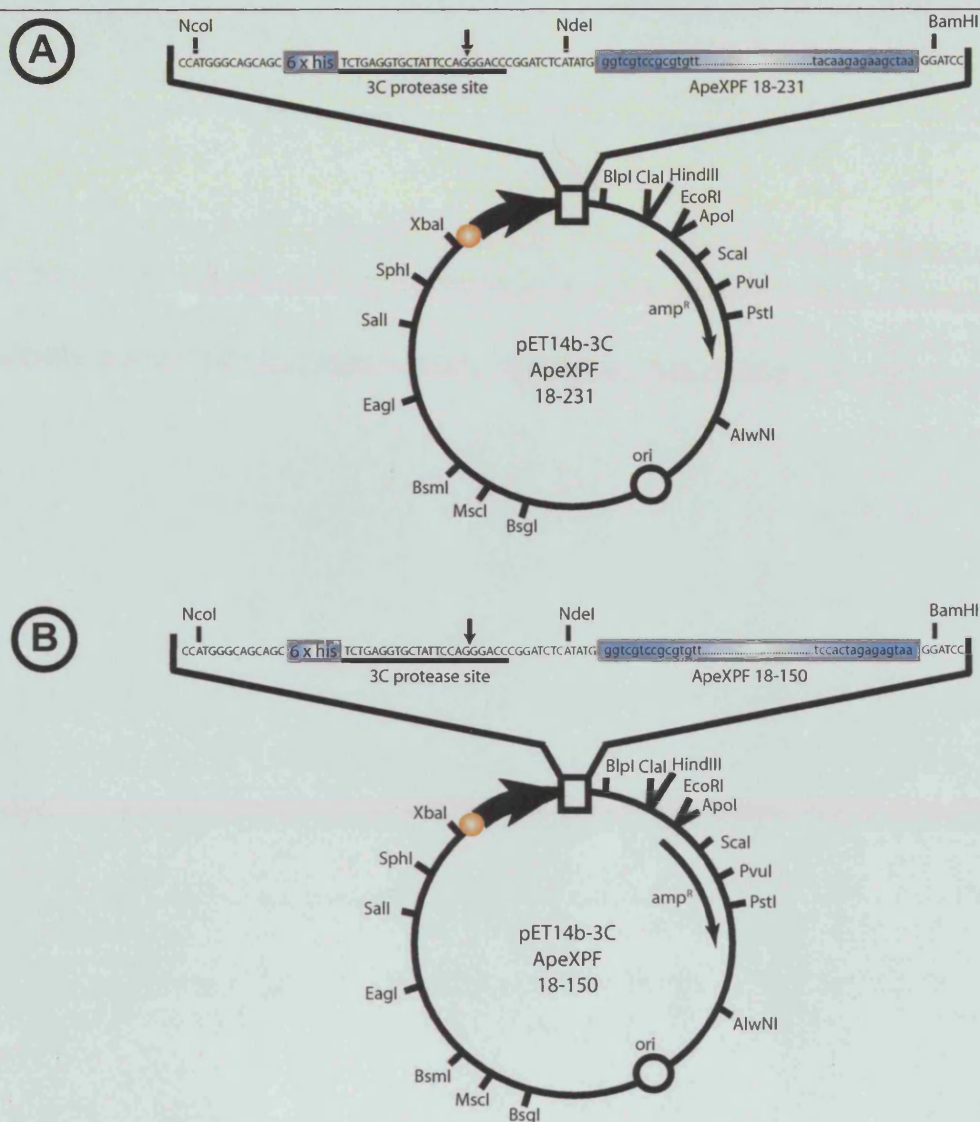 A
NcoI NdeI BamHI
CCATGGGCAGCAGC 6 x his TCTGAGGTGCTATTCCAGGGACCCGGATCTCATATG ggtcgtccgcgtgtt tacaagagaagctaa GGATCC
3C protease site ApeXPF 18-231
BlpI ClaI HindIII
EcoRI
ApoI
XbaI
ScaI
SphI
PvuI
PstI
SalI
ampR
pET14b-3C
ApeXPF
18-231
EagI
AlwNI
ori
BsmI
MscI
BsgI
B
NcoI NdeI BamHI
CCATGGGCAGCAGC 6 x his TCTGAGGTGCTATTCCAGGGACCCGGATCTCATATG ggtcgtccgcgtgtt tccactagagagtaa GGATCC
3C protease site ApeXPF 18-150
BlpI ClaI HindIII
EcoRI
ApoI
XbaI
ScaI
SphI
PvuI
PstI
SalI
ampR
pET14b-3C
ApeXPF
18-150
EagI
AlwNI
ori
BsmI
MscI
BsgI